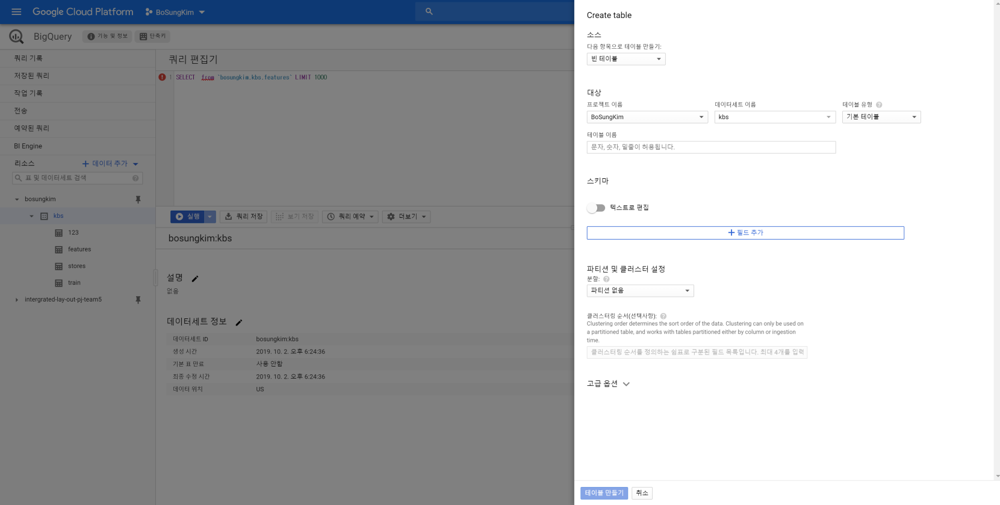 Google Cloud Platform
BoSungKim
BigQuery
기능 및 정보
단축키
쿼리 기록
저장된 쿼리
작업 기록
전송
예약된 쿼리
BI Engine
리소스
데이터 추가
표 및 데이터세트 검색
bosungkim
kbs
123
features
stores
train
intergrated-lay-out-pj-team5
쿼리 편집기
1 SELECT from `bosungkim.kbs.features` LIMIT 1000
실행
쿼리 저장
보기 저장
쿼리 예약
더보기
bosungkim:kbs
설명
없음
데이터세트 정보
데이터세트 ID bosungkim:kbs
생성 시간 2019. 10. 2. 오후 6:24:36
기본 표 만료 사용 안함
최종 수정 시간 2019. 10. 2. 오후 6:24:36
데이터 위치 US
Create table
소스
다음 항목으로 테이블 만들기:
빈 테이블
대상
프로젝트 이름 데이터세트 이름 테이블 유형
BoSungKim kbs 기본 테이블
테이블 이름
문자, 숫자, 밑줄이 허용됩니다.
스키마
텍스트로 편집
필드 추가
파티션 및 클러스터 설정
분할:
파티션 없음
클러스터링 순서(선택사항):
Clustering order determines the sort order of the data. Clustering can only be used on
a partitioned table, and works with tables partitioned either by column or ingestion
time.
클러스터링 순서를 정의하는 쉼표로 구분된 필드 목록입니다. 최대 4개를 입력
고급 옵션
테이블 만들기
취소